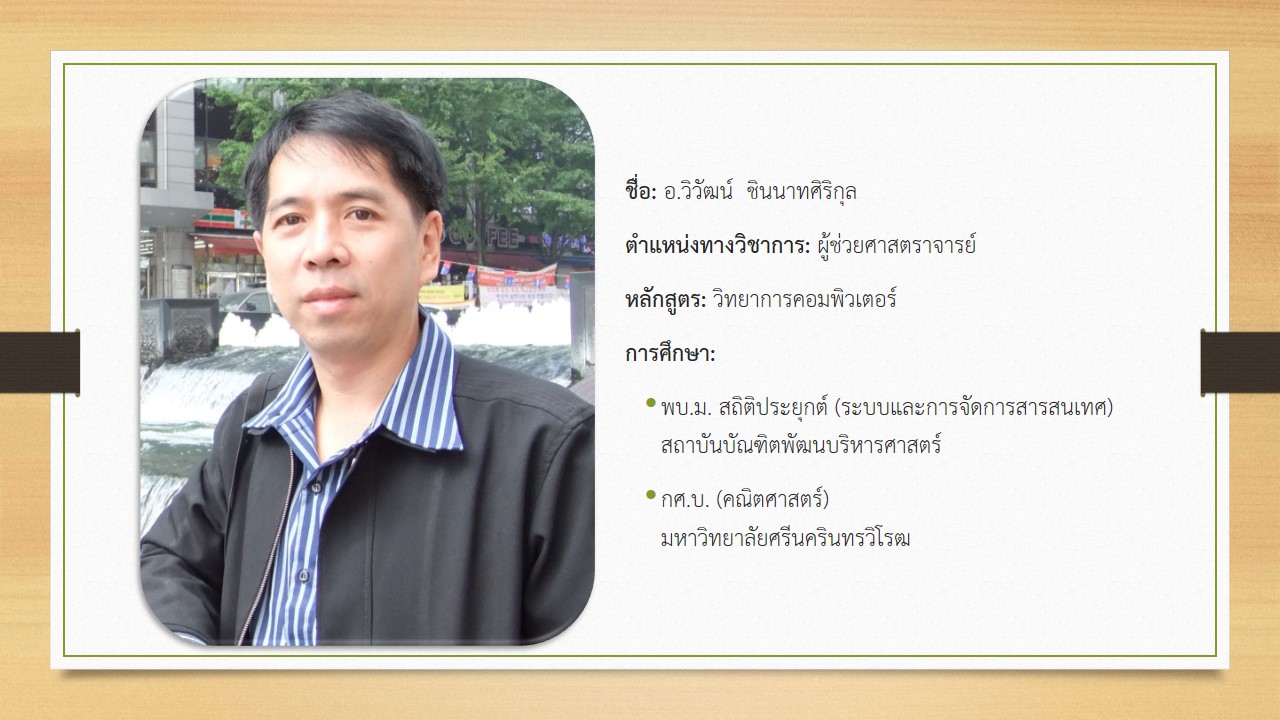 COFFEE
ชื่อ: อ.วิวัฒน์ ชินนาทศิริกุล
ตำแหน่งทางวิชาการ: ผู้ช่วยศาสตราจารย์
หลักสูตร: วิทยาการคอมพิวเตอร์
การศึกษา:
พบ.ม. สถิติประยุกต์ (ระบบและการจัดการสารสนเทศ)
สถาบันบัณฑิตพัฒนบริหารศาสตร์
กศ.บ. (คณิตศาสตร์)
มหาวิทยาลัยศรีนครินทรวิโรฒ